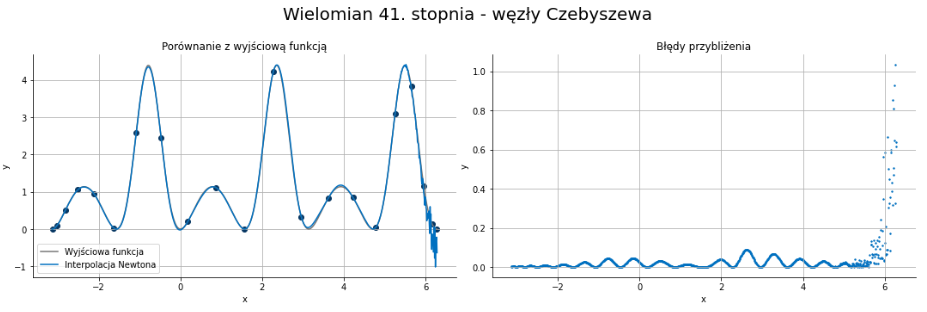 Wielomian 41. stopnia - węzły Czebyszewa
Porównanie z wyjściową funkcją
4
3
2
1
0
−1
−2
0
2
4
6
x
y
Wyjściowa funkcja
Interpolacja Newtona
Błędy przybliżenia
1.0
0.8
0.6
0.4
0.2
0.0
−2
0
2
4
6
x
y